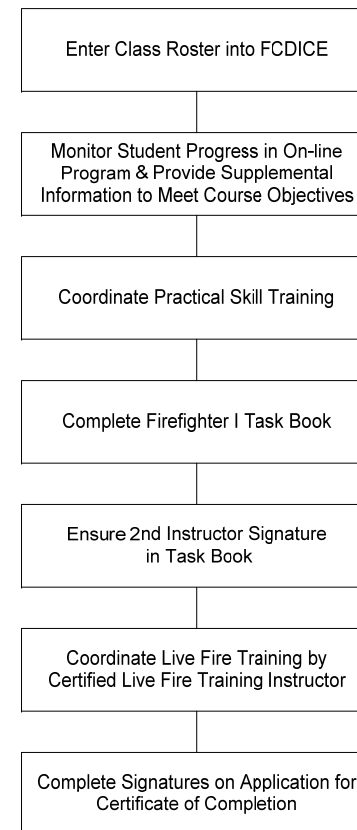 Enter Class Roster into FCDICE
Monitor Student Progress in On-line
Program & Provide Supplemental
Information to Meet Course Objectives
Coordinate Practical Skill Training
Complete Firefighter I Task Book
Ensure 2nd Instructor Signature
in Task Book
Coordinate Live Fire Training by
Certified Live Fire Training Instructor
Complete Signatures on Application for
Certificate of Completion